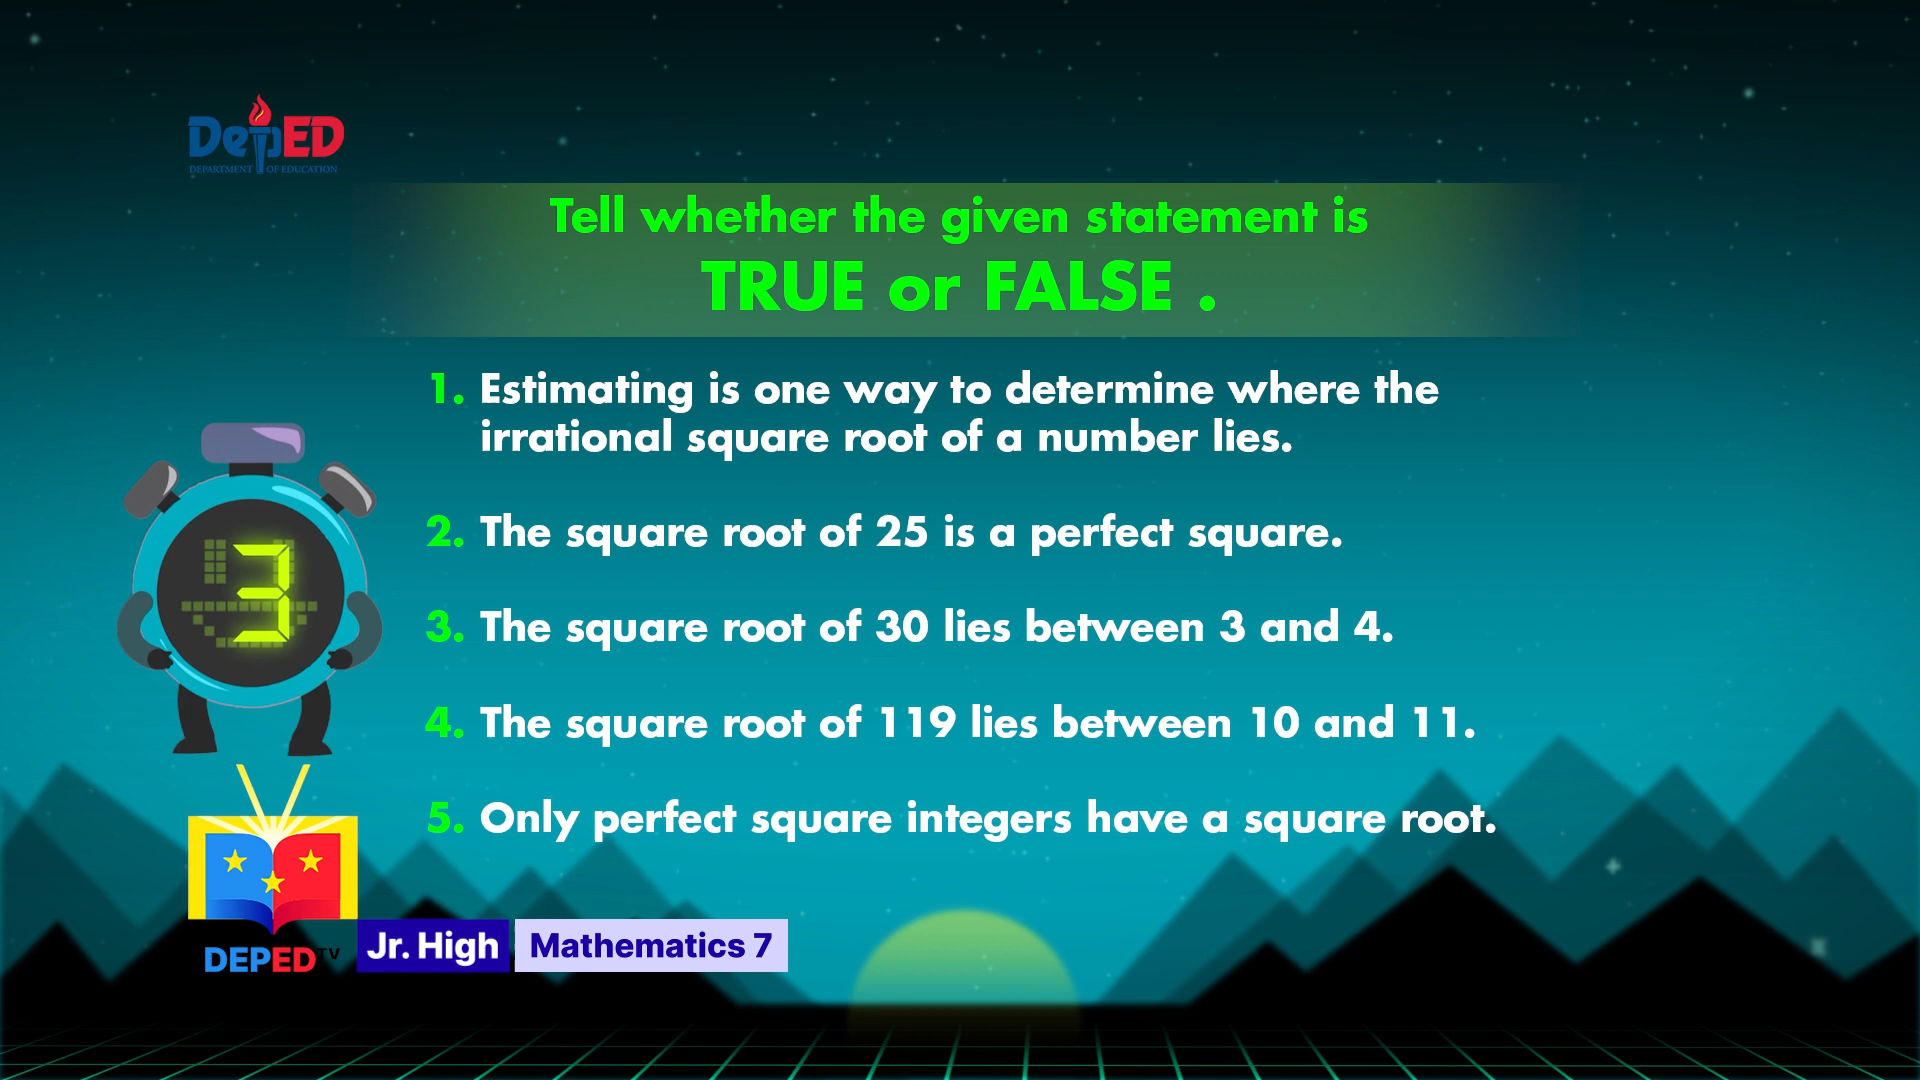 DepED
DEPARTMENT OF EDUCATION
Tell whether the given statement is
TRUE or FALSE .
1. Estimating is one way to determine where the
irrational square root of a number lies.
2. The square root of 25 is a perfect square.
3
3. The square root of 30 lies between 3 and 4.
4. The square root of 119 lies between 10 and 11.
5. Only perfect square integers have a square root.
DEPED TV
Jr. High
Mathematics 7